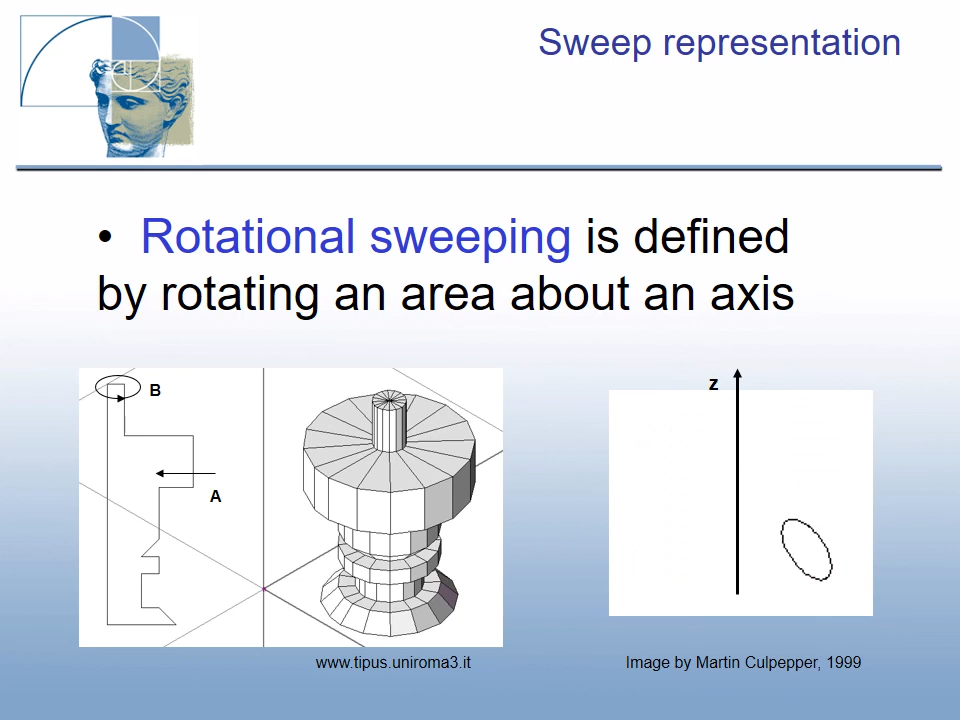 Sweep representation
• Rotational sweeping is defined
by rotating an area about an axis
B
A
z
www.tipus.uniroma3.it
Image by Martin Culpepper, 1999